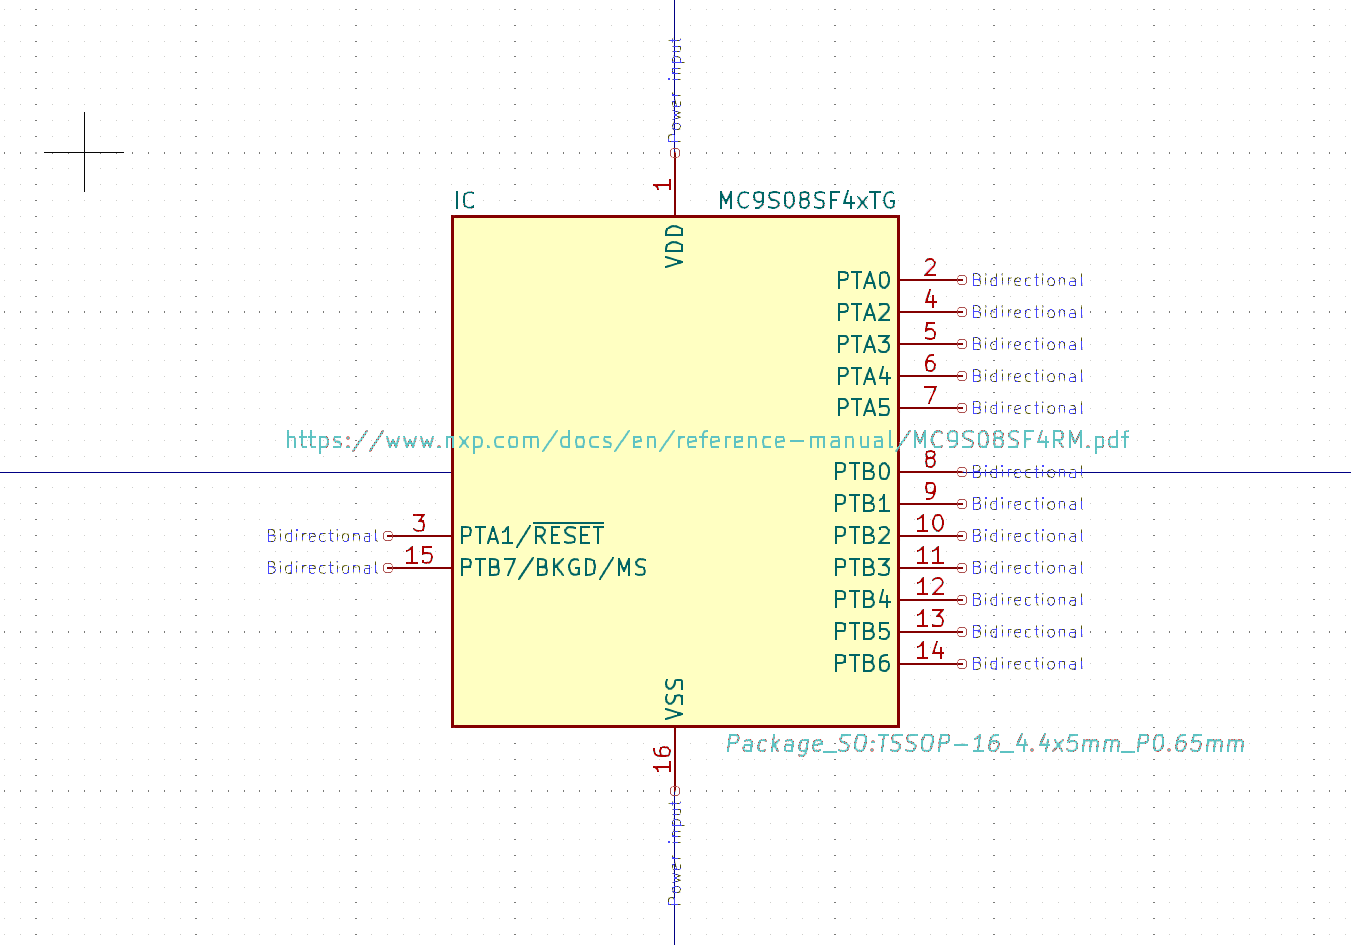 Power input
1
IC
MC9S08SF4xTG
VDD
PTA0 2 Bidirectional
PTA2 4 Bidirectional
PTA3 5 Bidirectional
PTA4 6 Bidirectional
PTA5 7 Bidirectional
https://www.nxp.com/docs/en/reference-manual/MC9S08SF4RM.pdf
PTB0 8 Bidirectional
PTB1 9 Bidirectional
Bidirectional 3 PTA1/RESET
PTB2 10 Bidirectional
Bidirectional 15 PTB7/BKGD/MS
PTB3 11 Bidirectional
PTB4 12 Bidirectional
PTB5 13 Bidirectional
PTB6 14 Bidirectional
VSS
Package_SO:TSSOP-16_4.4x5mm_P0.65mm
16
Power input